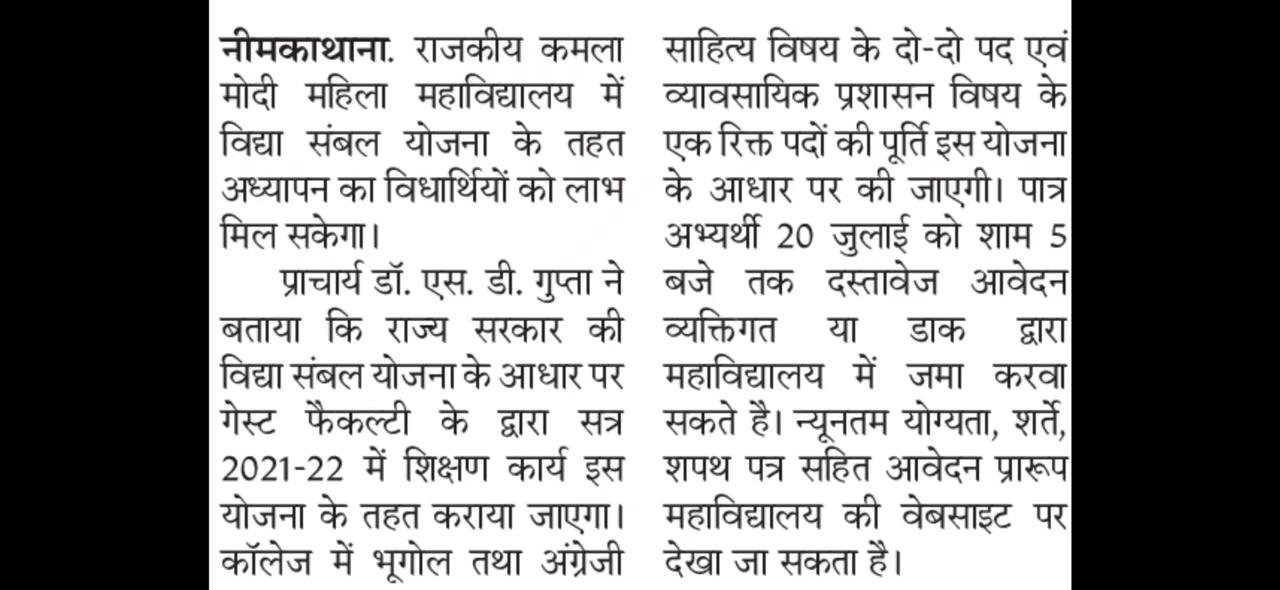 नीमकाथाना. राजकीय कमला
मोदी महिला महाविद्यालय में
विद्या संबल योजना के तहत
अध्यापन का विधार्थियों को लाभ
मिल सकेगा।
प्राचार्य डॉ. एस. डी. गुप्ता ने
बताया कि राज्य सरकार की
विद्या संबल योजना के आधार पर
गेस्ट फैकल्टी के द्वारा सत्र
2021-22 में शिक्षण कार्य इस
योजना के तहत कराया जाएगा।
कॉलेज में भूगोल तथा अंग्रेजी
साहित्य विषय के दो-दो पद एवं
व्यावसायिक प्रशासन विषय के
एक रिक्त पदों की पूर्ति इस योजना
के आधार पर की जाएगी। पात्र
अभ्यर्थी 20 जुलाई को शाम 5
बजे तक दस्तावेज आवेदन
व्यक्तिगत या डाक द्वारा
महाविद्यालय में जमा करवा
सकते है। न्यूनतम योग्यता, शर्ते,
शपथ पत्र सहित आवेदन प्रारूप
महाविद्यालय की वेबसाइट पर
देखा जा सकता है।